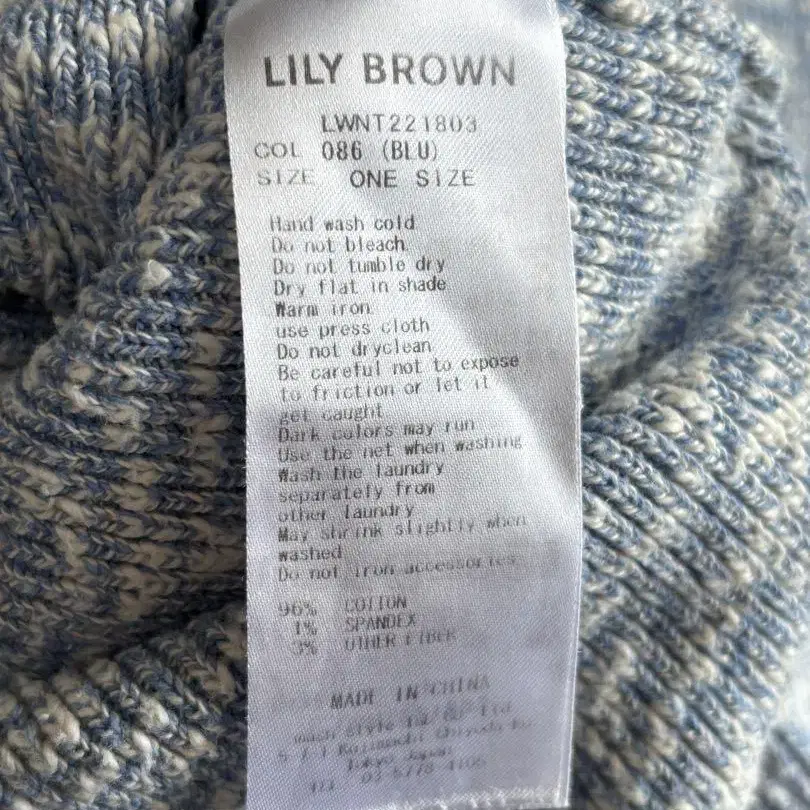 LILY BROWN
LWNT221803
COL 086 (BLU)
SIZE ONE SIZE
Hand wash cold
Do not bleach
Do not tumble dry
Dry flat in shade
Warm iron
use press cloth
Do not dryclean
Be careful not to expose
to friction or let it
get caught
Dark colors may run
Use the net when washing
Wash the laundry
separately from
other laundry
May shrink slightly when
washed
Do not iron accessories
96% COTTON
1% SPANDEX
3% OTHER FIBER
MADE IN CHINA
mash style
Tokyo Japan